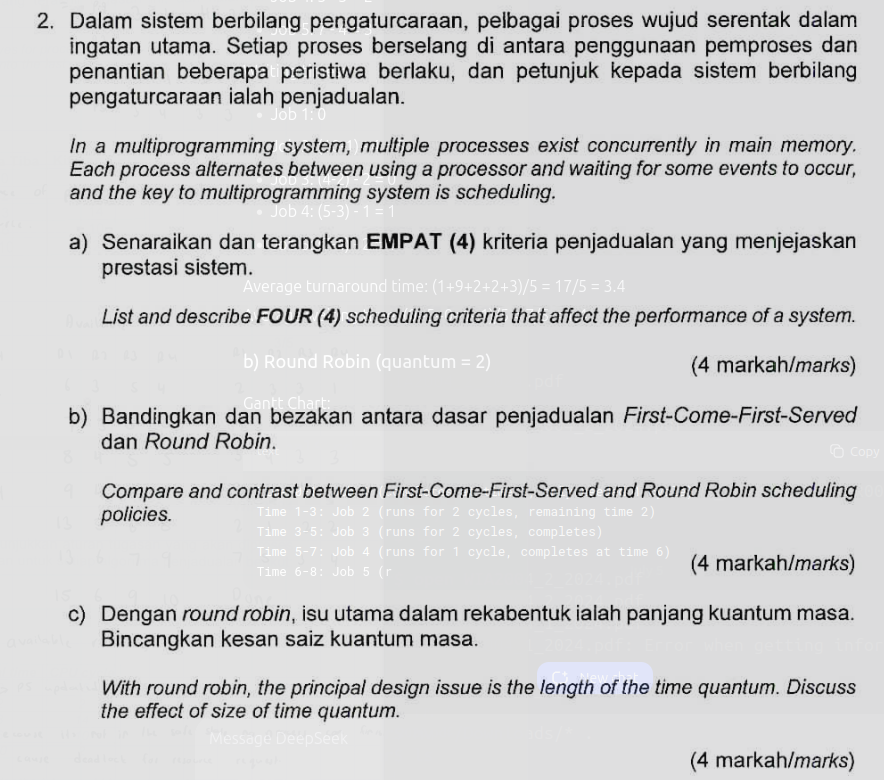 2. Dalam sistem berbilang pengaturcaraan, pelbagai proses wujud serentak dalam
ingatan utama. Setiap proses berselang di antara penggunaan pemproses dan
penantian beberapa peristiwa berlaku, dan petunjuk kepada sistem berbilang
pengaturcaraan ialah penjadualan.
• Job 1: 0
In a multiprogramming system, multiple processes exist concurrently in main memory.
Each process alternates between using a processor and waiting for some events to occur,
and the key to multiprogramming system is scheduling.
• Job 4: (5-3) - 1 = 1
a) Senaraikan dan terangkan EMPAT (4) kriteria penjadualan yang menjejaskan
prestasi sistem.
Average turnaround time: (1+9+2+2+3)/5 = 17/5 = 3.4
List and describe FOUR (4) scheduling criteria that affect the performance of a system.
b) Round Robin (quantum = 2)
(4 markah/marks)
Gantt Chart:
b) Bandingkan dan bezakan antara dasar penjadualan First-Come-First-Served
dan Round Robin.
Copy
Compare and contrast between First-Come-First-Served and Round Robin scheduling
policies.
Time 1-3: Job 2 (runs for 2 cycles, remaining time 2)
Time 3-5: Job 3 (runs for 2 cycles, completes)
Time 5-7: Job 4 (runs for 1 cycle, completes at time 6)
(4 markah/marks)
Time 6-8: Job 5 (r
c) Dengan round robin, isu utama dalam rekabentuk ialah panjang kuantum masa.
Bincangkan kesan saiz kuantum masa.
New chat
With round robin, the principal design issue is the length of the time quantum. Discuss
the effect of size of time quantum.
Message DeepSeek
(4 markah/marks)